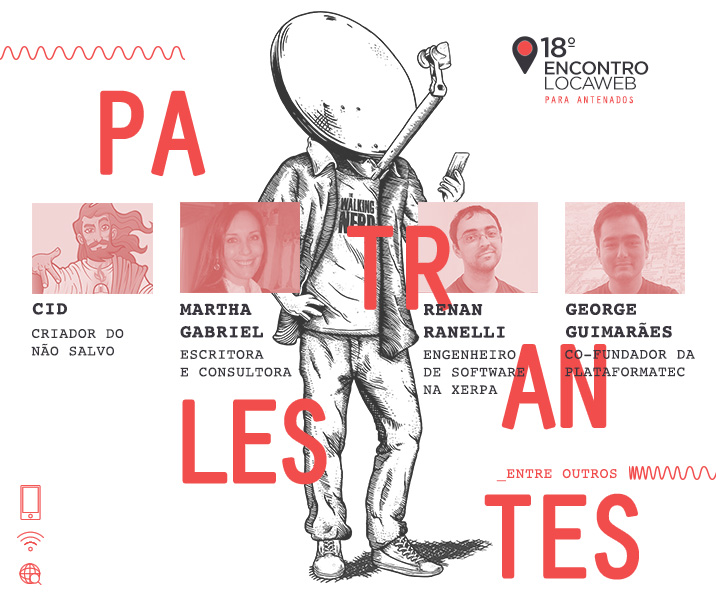 18º
ENCONTRO
LOCAWEB
PARA ANTENADOS
PA
LES
TR
AN
TES
THE
WALKING
NERD
CID
CRIADOR DO
NÃO SALVO
MARTHA
GABRIEL
ESCRITORA
E CONSULTORA
RENAN
RANELLI
ENGENHEIRO
DE SOFTWARE
NA XERPA
GEORGE
GUIMARÃES
CO-FUNDADOR DA
PLATAFORMATEC
_ENTRE OUTROS